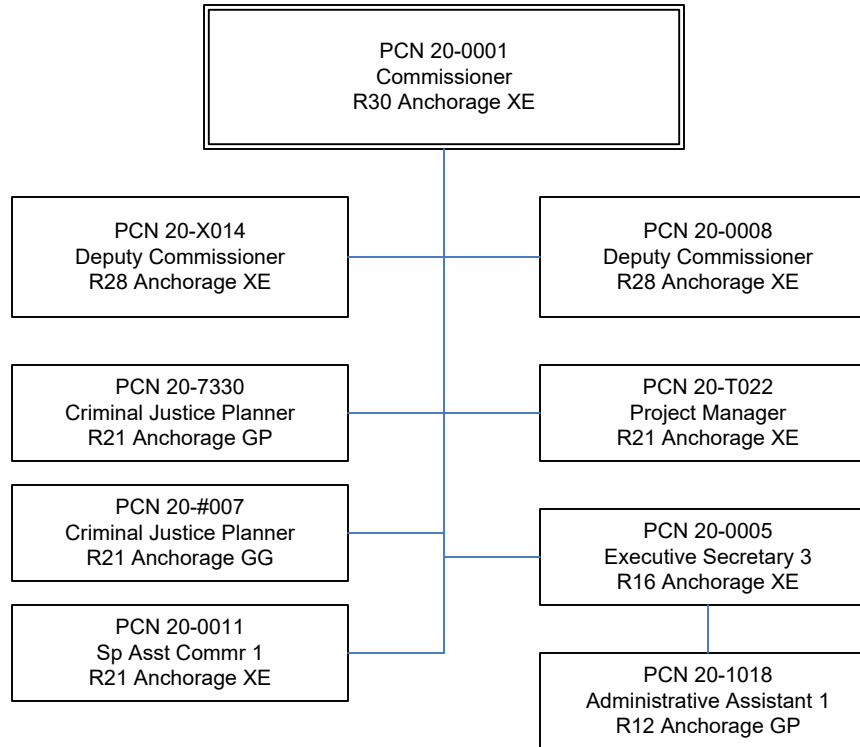 PCN 20-0001
Commissioner
R30 Anchorage XE
PCN 20-X014
Deputy Commissioner
R28 Anchorage XE
PCN 20-0008
Deputy Commissioner
R28 Anchorage XE
PCN 20-7330
Criminal Justice Planner
R21 Anchorage GP
PCN 20-T022
Project Manager
R21 Anchorage XE
PCN 20-#007
Criminal Justice Planner
R21 Anchorage GG
PCN 20-0005
Executive Secretary 3
R16 Anchorage XE
PCN 20-0011
Sp Asst Commr 1
R21 Anchorage XE
PCN 20-1018
Administrative Assistant 1
R12 Anchorage GP